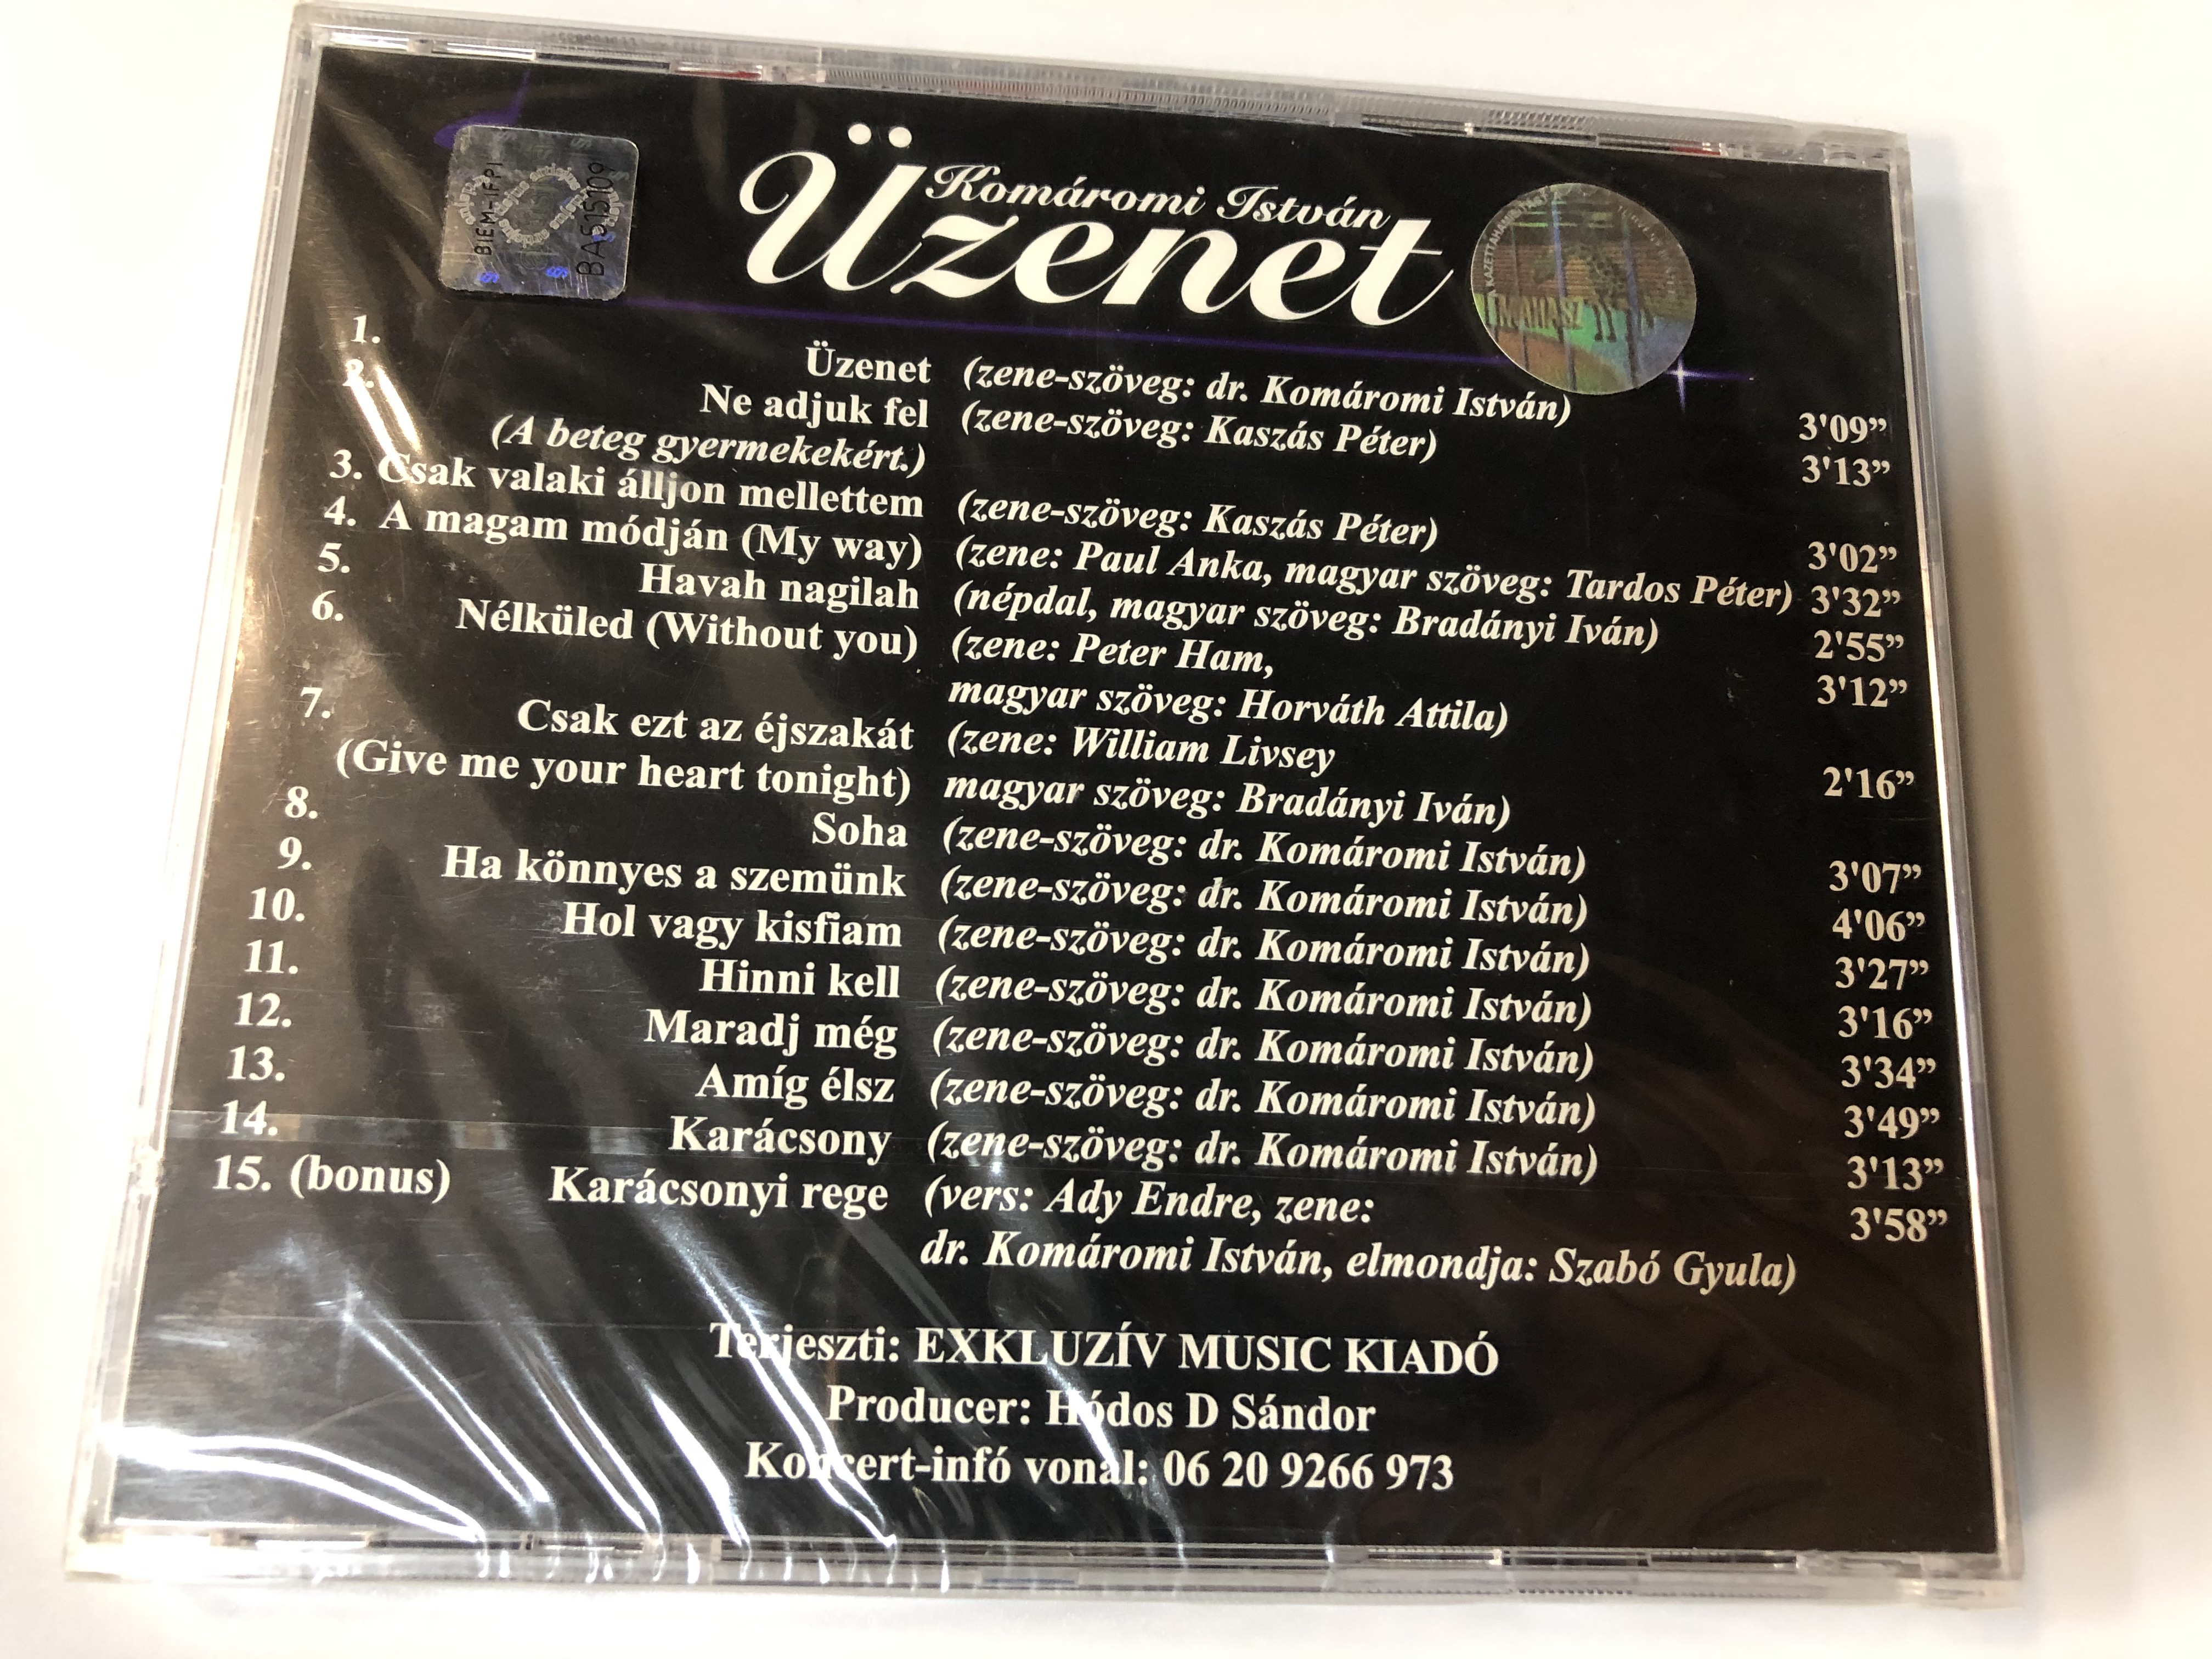 Komáromi István
Üzenet
BIEM-IFPI
BA515109
MAHASZ
1. Üzenet (zene-szöveg: dr. Komáromi István) 3'09”
2. Ne adjuk fel (zene-szöveg: Kaszás Péter) 3'13”
(A beteg gyermekekért.)
3. Csak valaki álljon mellettem (zene-szöveg: Kaszás Péter) 3'02”
4. A magam módján (My way) (zene: Paul Anka, magyar szöveg: Tardos Péter) 3'32”
5. Havah nagilah (népdal, magyar szöveg: Bradányi Iván) 2'55”
6. Nélküled (Without you) (zene: Peter Ham, 3'12”
magyar szöveg: Horváth Attila)
7. Csak ezt az éjszakát (zene: William Livsey 2'16”
(Give me your heart tonight) magyar szöveg: Bradányi Iván)
8. Soha (zene-szöveg: dr. Komáromi István) 3'07”
9. Ha könnyes a szemünk (zene-szöveg: dr. Komáromi István) 4'06”
10. Hol vagy kisfiam (zene-szöveg: dr. Komáromi István) 3'27”
11. Hinni kell (zene-szöveg: dr. Komáromi István) 3'16”
12. Maradj még (zene-szöveg: dr. Komáromi István) 3'34”
13. Amíg élsz (zene-szöveg: dr. Komáromi István) 3'49”
14. Karácsony (zene-szöveg: dr. Komáromi István) 3'13”
15. (bonus) Karácsonyi rege (vers: Ady Endre, zene: 3'58”
dr. Komáromi István, elmondja: Szabó Gyula)
Terjeszti: EXKLUZÍV MUSIC KIADÓ
Producer: Hódos D Sándor
Koncert-infó vonal: 06 20 9266 973